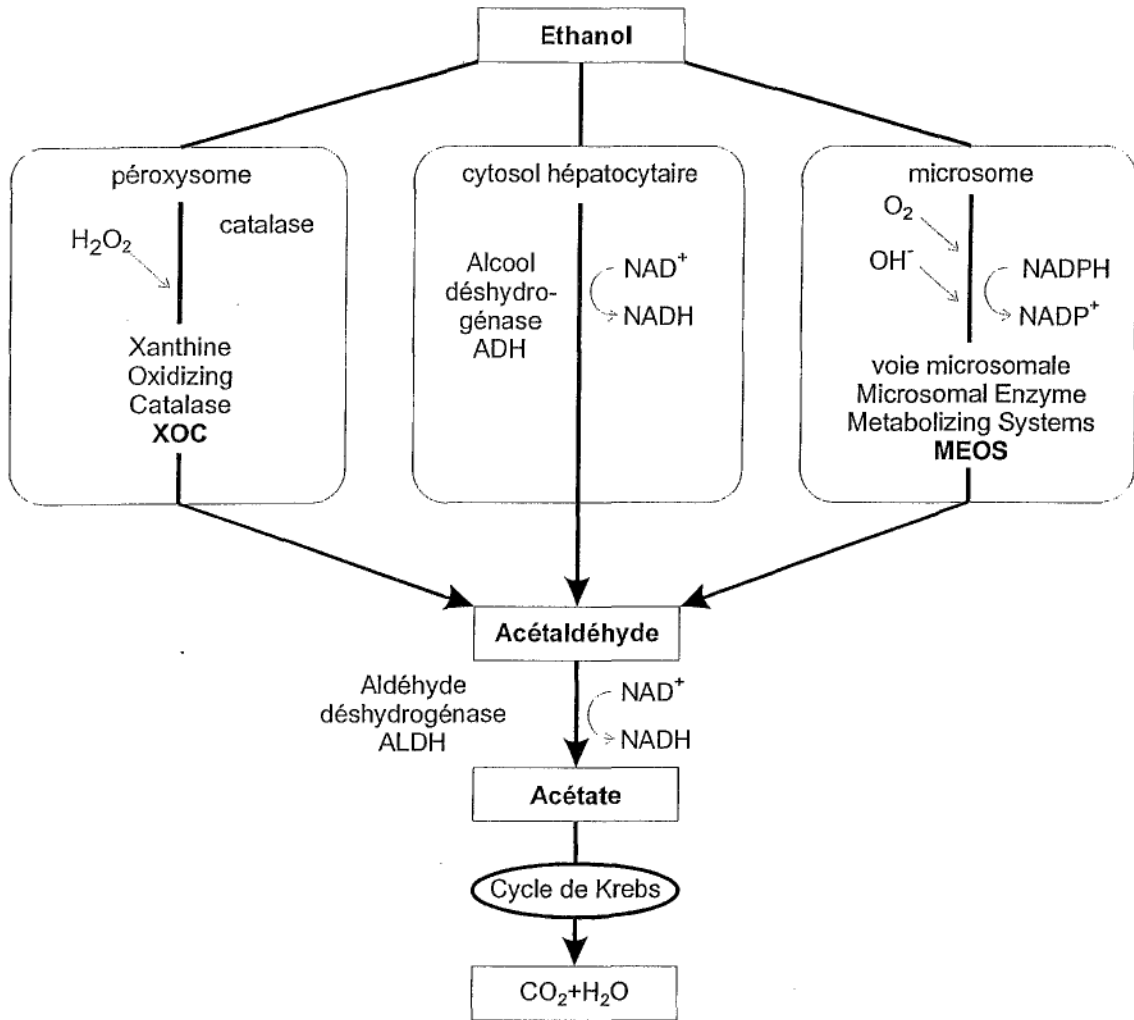 Ethanol
péroxysome
catalase
H₂O₂
Xanthine
Oxidizing
Catalase
XOC
cytosol hépatocytaire
Alcool
déshydro-
génase
ADH
NAD⁺
NADH
microsome
O₂
OH⁻
NADPH
NADP⁺
voie microsomale
Microsomal Enzyme
Metabolizing Systems
MEOS
Acétaldéhyde
Aldéhyde
déshydrogénase
ALDH
NAD⁺
NADH
Acétate
Cycle de Krebs
CO₂+H₂O